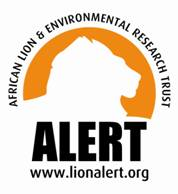 AFRICAN LION & ENVIRONMENTAL RESEARCH TRUST
ALERT
www.lionalert.org